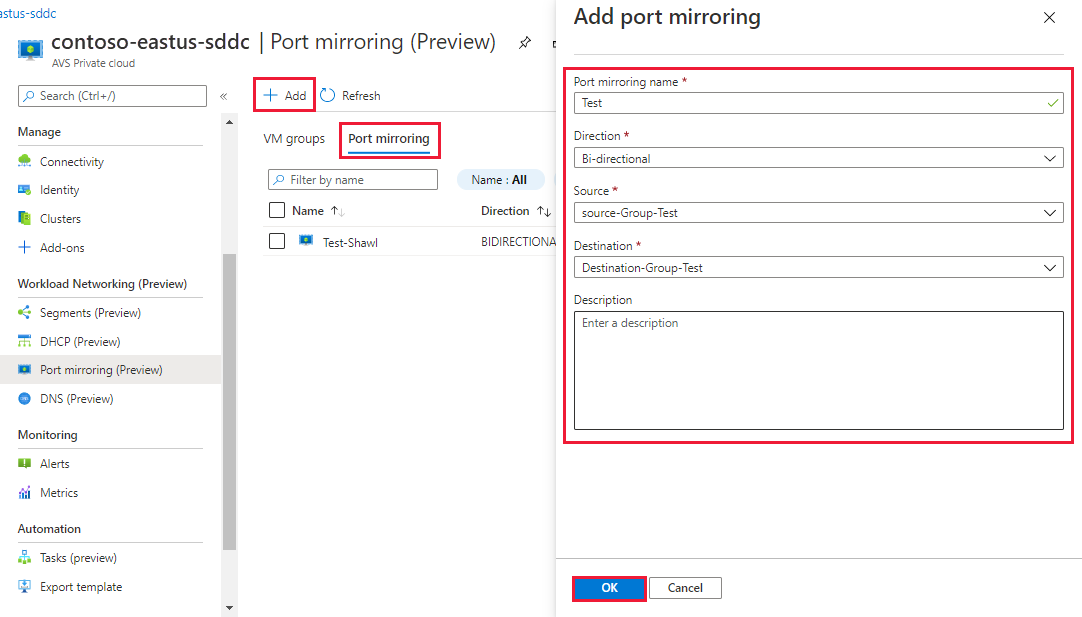 astus-sddc
contoso-eastus-sddc | Port mirroring (Preview)
AVS Private cloud
Search (Ctrl+/)
«
Manage
Connectivity
Identity
Clusters
Add-ons
Workload Networking (Preview)
Segments (Preview)
DHCP (Preview)
Port mirroring (Preview)
DNS (Preview)
Monitoring
Alerts
Metrics
Automation
Tasks (preview)
Export template
Add
Refresh
VM groups
Port mirroring
Filter by name
Name : All
Name
Direction
Test-Shawl
BIDIRECTIONA
Add port mirroring
Port mirroring name *
Test
Direction *
Bi-directional
Source *
source-Group-Test
Destination *
Destination-Group-Test
Description
Enter a description
OK
Cancel